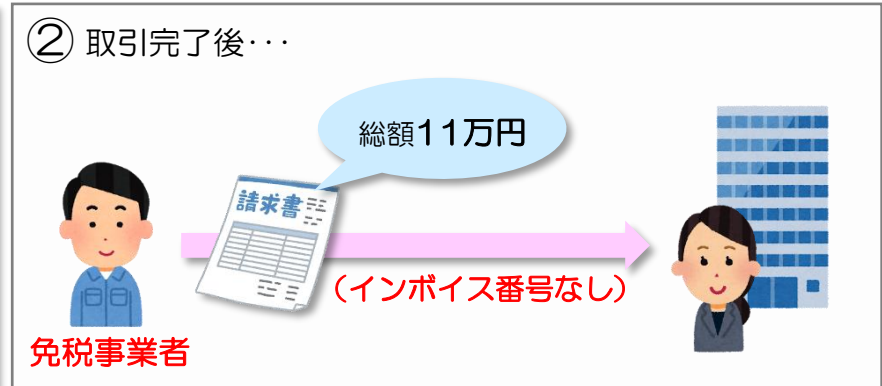 ② 取引完了後･･･
総額11万円
請求書
(インボイス番号なし)
免税事業者